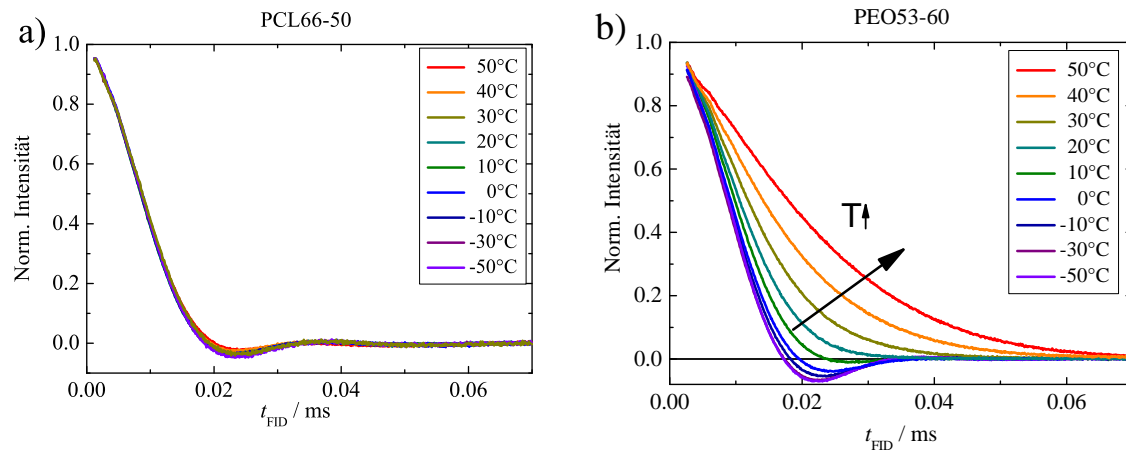 PCL66-50
a)
1.0
0.8
0.6
0.4
0.2
0.0
Norm. Intensität
50°C
40°C
30°C
20°C
10°C
0°C
-10°C
-30°C
-50°C
0.00
0.02
0.04
0.06
t_FID / ms
PEO53-60
b)
1.0
0.8
0.6
0.4
0.2
0.0
Norm. Intensität
50°C
40°C
30°C
20°C
10°C
0°C
-10°C
-30°C
-50°C
T
0.00
0.02
0.04
0.06
t_FID / ms